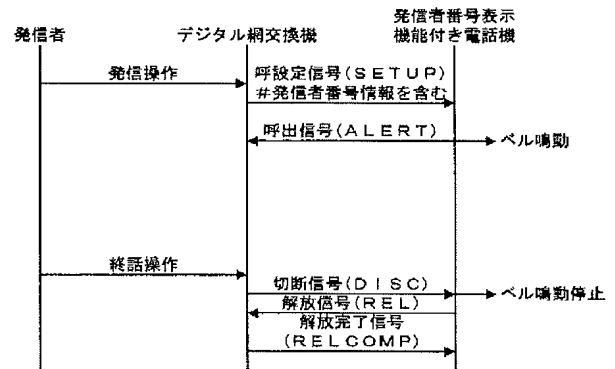 発信者
デジタル網交換機
発信者番号表示
機能付き電話機
発信操作
呼設定信号(SETUP)
#発信者番号情報を含む
呼出信号(ALERT)
ベル鳴動
終話操作
切断信号(DISC)
ベル鳴動停止
解放信号(REL)
解放完了信号
(RELCOMP)